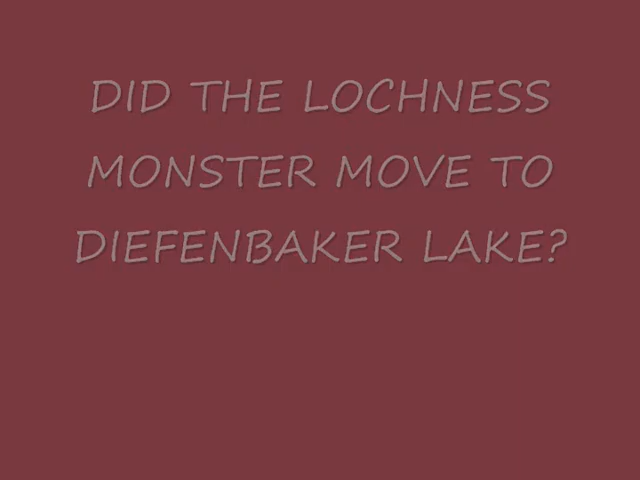 DID THE LOCHNESS
MONSTER MOVE TO
DIEFENBAKER LAKE?